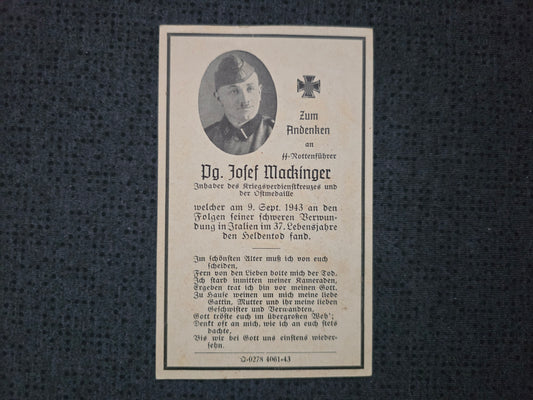 Zum
Andenken
an
SS-Rottenführer
Pg. Josef Mackinger
Inhaber des Kriegsverdienstkreuzes und
der Ostmedaille
welcher am 9. Sept. 1943 an den
Folgen seiner schweren Verwun-
dung in Italien im 37. Lebensjahre
den Heldentod fand.
Im schönsten Alter muß ich von euch
scheiden,
Fern von den Lieben holte mich der Tod.
Ich starb inmitten meiner Kameraden,
Ergeben trat ich hin vor meinen Gott.
Zu Hause weinen um mich meine liebe
Gattin, Mutter und ihr meine lieben
Geschwister und Verwandten,
Gott tröste euch im übergroßen Weh';
Denkt oft an mich, wie ich an euch stets
dachte,
Bis wir bei Gott uns einstens wieder-
sehn.
D-0278 4061-43